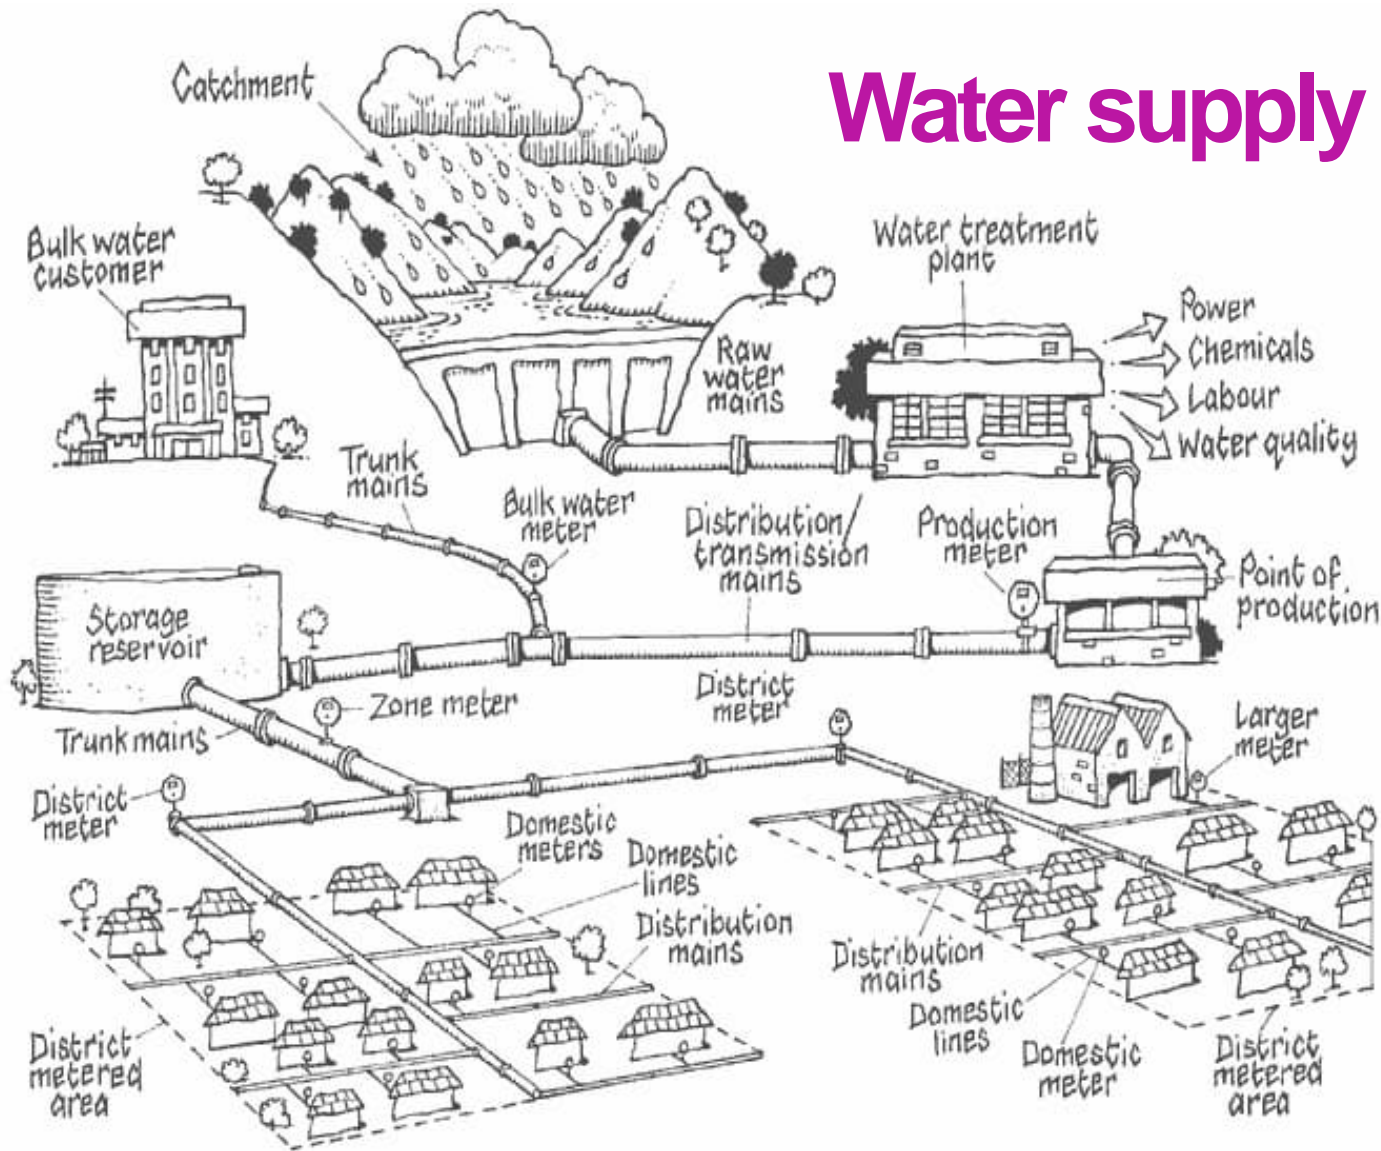 Water supply
Catchment
Bulk water
customer
Water treatment
plant
Power
Chemicals
Labour
Water quality
Raw
water
mains
Trunk
mains
Bulk water
meter
Distribution
transmission
mains
Production
meter
Point of
production
Storage
reservoir
Zone meter
District
meter
Larger
meter
Trunk mains
District
meter
Domestic
meters
Domestic
lines
Distribution
mains
Distribution
mains
Domestic
lines
Domestic
meter
District
metered
area
District
metered
area